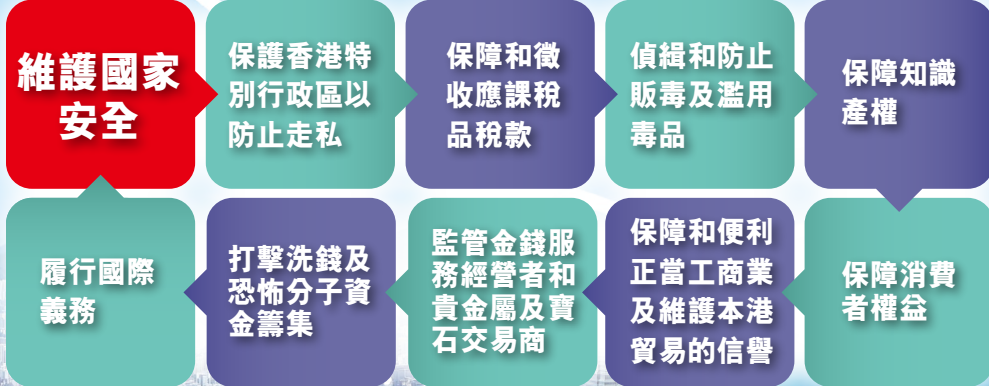 維護國家
安全
保護香港特
別行政區以
防止走私
保障和徵
收應課稅
品稅款
偵緝和防止
販毒及濫用
毒品
保障知識
產權
保障消費
者權益
保障和便利
正當工商業
及維護本港
貿易的信譽
監管金錢服
務經營者和
貴金屬及寶
石交易商
打擊洗錢及
恐怖分子資
金籌集
履行國際
義務